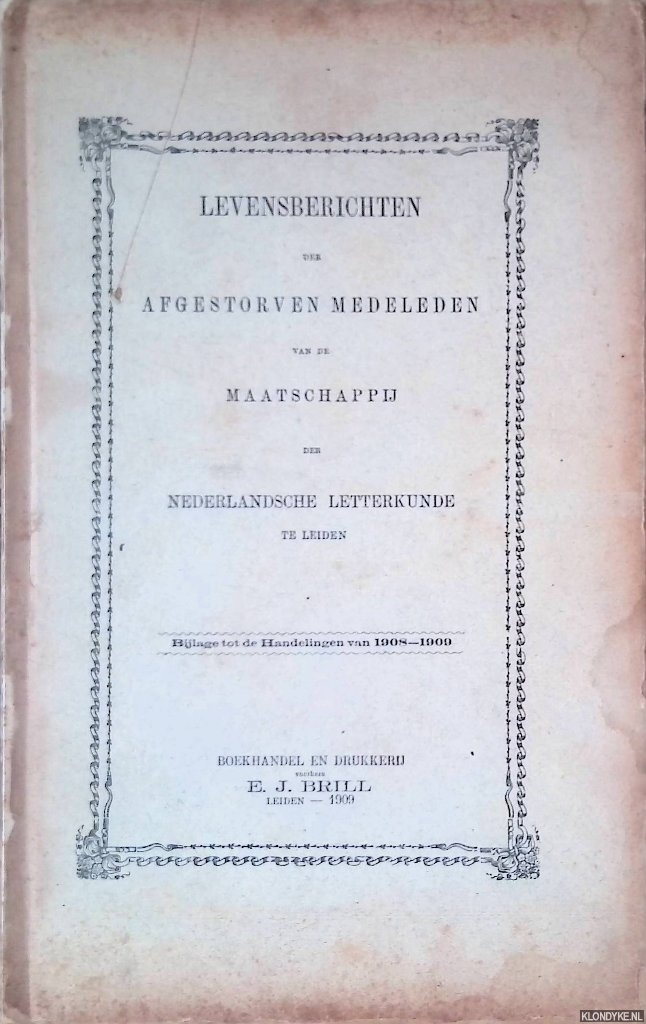 LEVENSBERICHTEN
DER
AFGESTORVEN MEDELEDEN
VAN DE
MAATSCHAPPIJ
DER
NEDERLANDSCHE LETTERKUNDE
TE LEIDEN
Bijlage tot de Handelingen van 1908—1909
BOEKHANDEL EN DRUKKERIJ
voorheen
E. J. BRILL
LEIDEN — 1909
KLONDYKE.NL